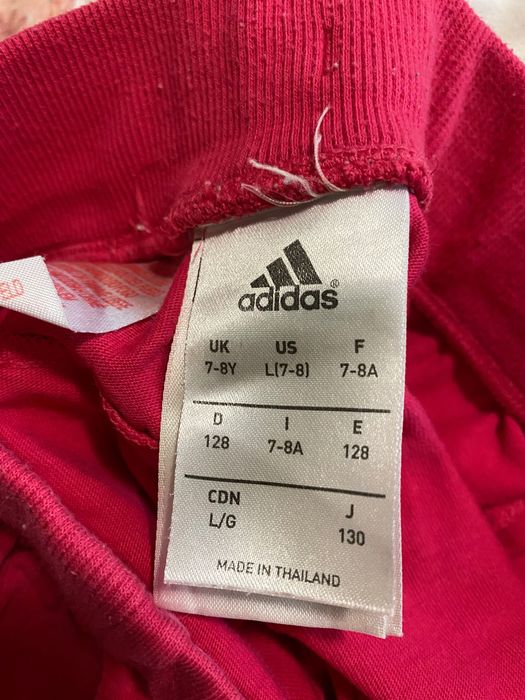 adidas®
UK US F
7-8Y L(7-8) 7-8A
D I E
128 7-8A 128
CDN J
L/G 130
MADE IN THAILAND